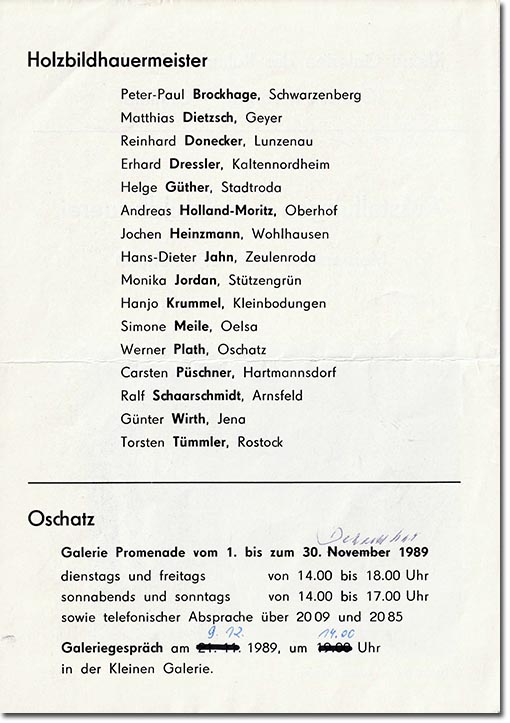 Holzbildhauermeister
Peter-Paul Brockhage, Schwarzenberg
Matthias Dietzsch, Geyer
Reinhard Donecker, Lunzenau
Erhard Dressler, Kaltennordheim
Helge Güther, Stadtroda
Andreas Holland-Moritz, Oberhof
Jochen Heinzmann, Wohlhausen
Hans-Dieter Jahn, Zeulenroda
Monika Jordan, Stützengrün
Hanjo Krummel, Kleinbodungen
Simone Meile, Oelsa
Werner Plath, Oschatz
Carsten Püschner, Hartmannsdorf
Ralf Schaarschmidt, Arnsfeld
Günter Wirth, Jena
Torsten Tümmler, Rostock
Oschatz
Dezember
Galerie Promenade vom 1. bis zum 30. November 1989
dienstags und freitags von 14.00 bis 18.00 Uhr
sonnabends und sonntags von 14.00 bis 17.00 Uhr
sowie telefonischer Absprache über 20 09 und 20 85
9. 12. 14.00
Galeriegespräch am 1989, um Uhr
in der Kleinen Galerie.